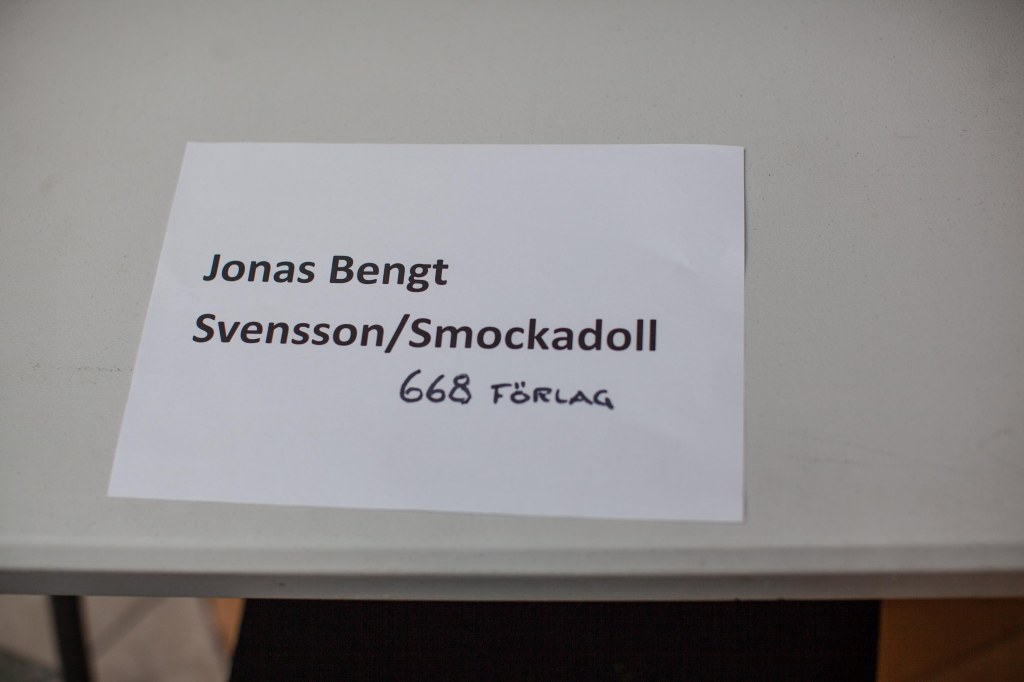 Jonas Bengt
Svensson/Smockadoll
668 FÖRLAG